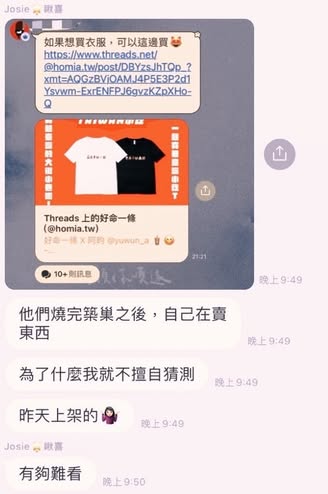 Josie 瞅喜
如果想買衣服，可以這邊買😻
https://www.threads.net/
@homia.tw/post/DBYzsJhTQp_?
xmt=AQGzBVjOAMJ4P5E3P2d1
Ysvwm-ExrENFPJ6gvzKZpXHo-
Q
Threads 上的好命一條
(@homia.tw)
好命一條 X 阿昀 @yuwun_a 🧋🥯
21:21
10+ 則訊息
晚上 9:49
他們燒完築巢之後，自己在賣
東西
晚上 9:49
為了什麼我就不擅自猜測
晚上 9:49
昨天上架的🤷🏻‍♀️
晚上 9:49
Josie 瞅喜
有夠難看
晚上 9:50